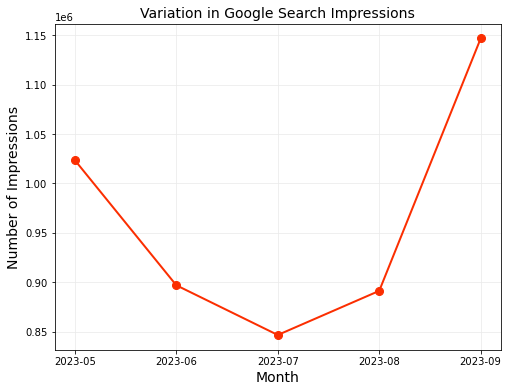 Variation in Google Search Impressions
1e6
1.15
1.10
1.05
1.00
0.95
0.90
0.85
Number of Impressions
2023-05 2023-06 2023-07 2023-08 2023-09
Month